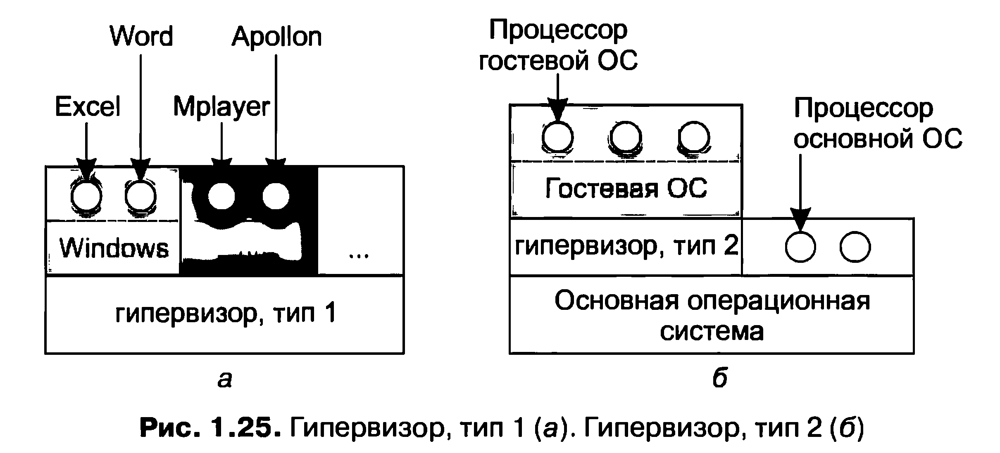 Word
Apollon
Excel
Mplayer
Windows
...
гипервизор, тип 1
а
Процессор
гостевой ОС
Процессор
основной ОС
Гостевая ОС
гипервизор, тип 2
Основная операционная
система
б
Рис. 1.25. Гипервизор, тип 1 (а). Гипервизор, тип 2 (б)